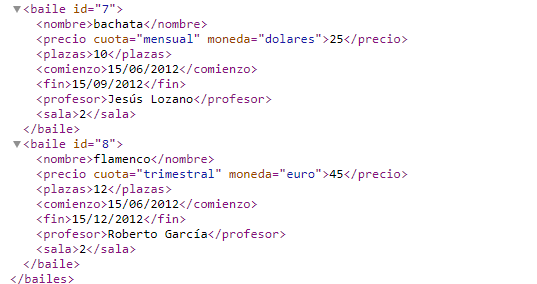 ▼<baile id="7">
<nombre>bachata</nombre>
<precio cuota="mensual" moneda="dolares">25</precio>
<plazas>10</plazas>
<comienzo>15/06/2012</comienzo>
<fin>15/09/2012</fin>
<profesor>Jesús Lozano</profesor>
<sala>2</sala>
</baile>
▼<baile id="8">
<nombre>flamenco</nombre>
<precio cuota="trimestral" moneda="euro">45</precio>
<plazas>12</plazas>
<comienzo>15/06/2012</comienzo>
<fin>15/12/2012</fin>
<profesor>Roberto García</profesor>
<sala>2</sala>
</baile>
</bailes>